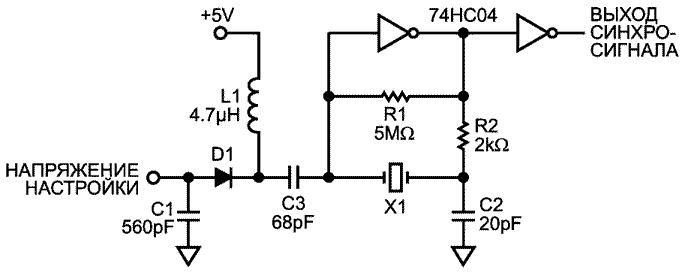 +5V
74HC04
ВЫХОД
СИНХРО-
СИГНАЛА
L1
4.7µH
R1
5MΩ
R2
2kΩ
НАПРЯЖЕНИЕ
НАСТРОЙКИ
D1
C1
560pF
C3
68pF
X1
C2
20pF